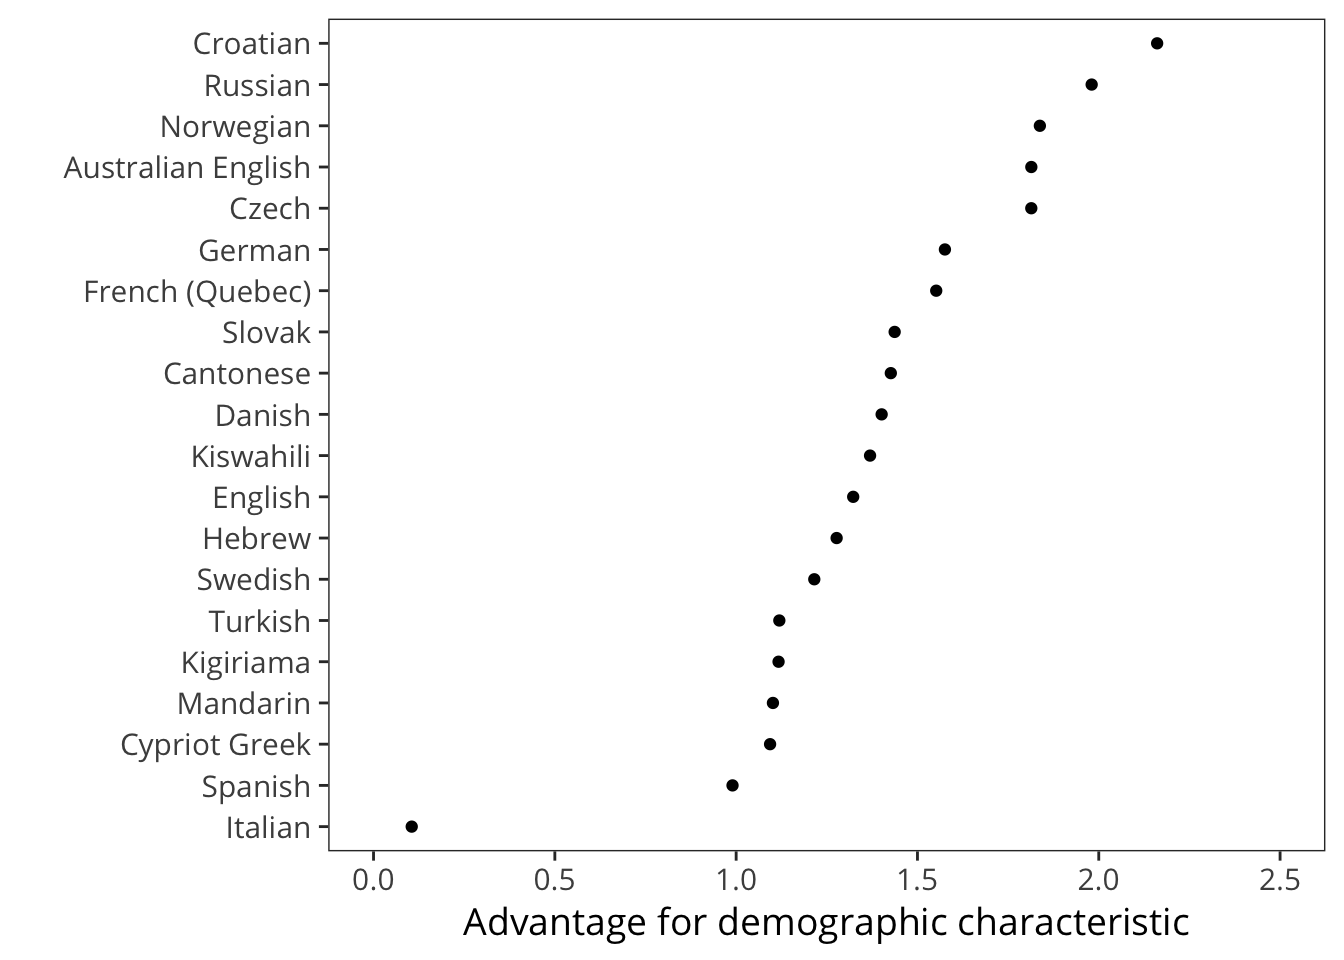 Croatian
Russian
Norwegian
Australian English
Czech
German
French (Quebec)
Slovak
Cantonese
Danish
Kiswahili
English
Hebrew
Swedish
Turkish
Kigiriama
Mandarin
Cypriot Greek
Spanish
Italian
0.0 0.5 1.0 1.5 2.0 2.5
Advantage for demographic characteristic